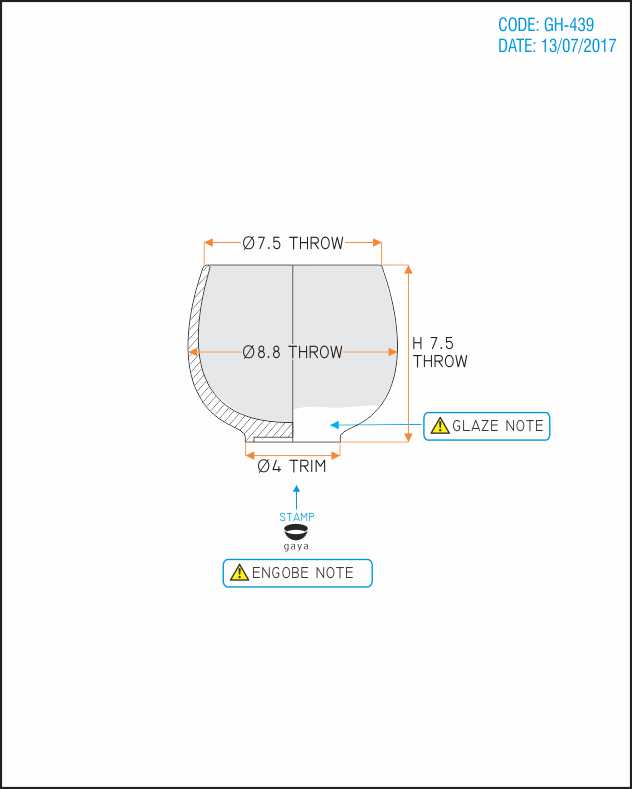 CODE: GH-439
DATE: 13/07/2017
Ø7.5 THROW
Ø8.8 THROW
H 7.5
THROW
GLAZE NOTE
Ø4 TRIM
STAMP
gaya
ENGOBE NOTE